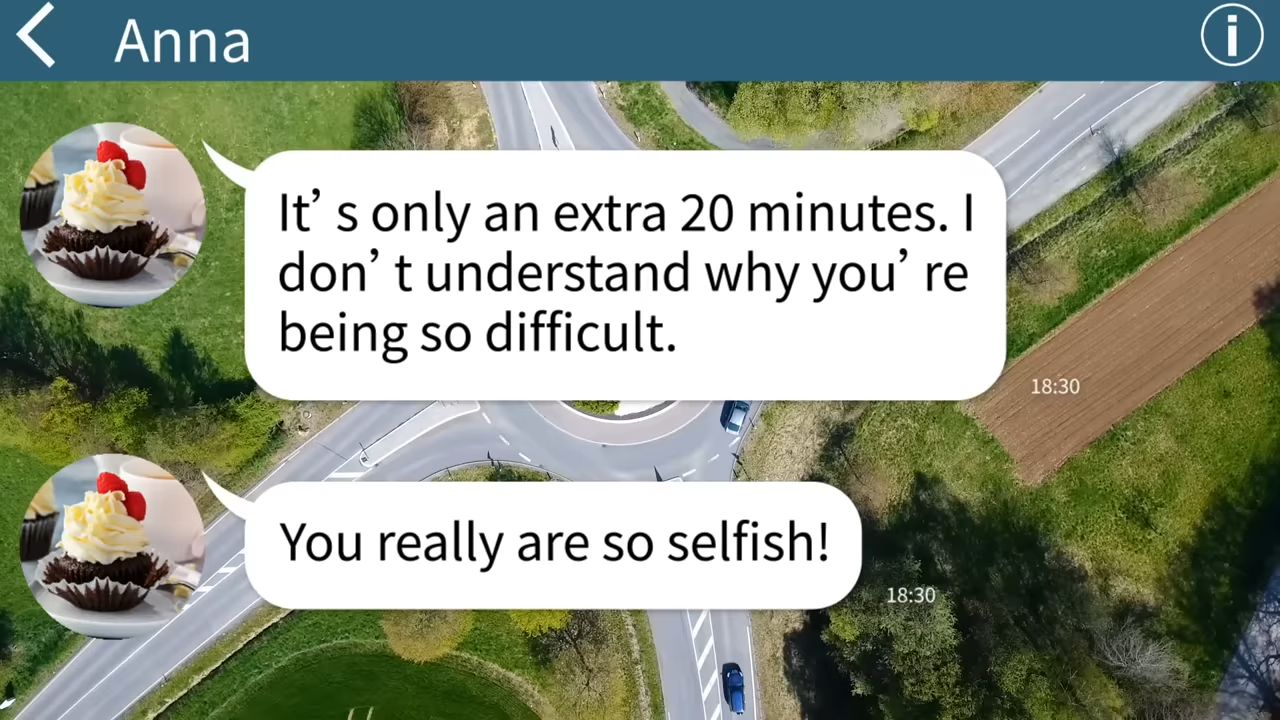 Anna
It’s only an extra 20 minutes. I
don’t understand why you’re
being so difficult.
18:30
You really are so selfish!
18:30